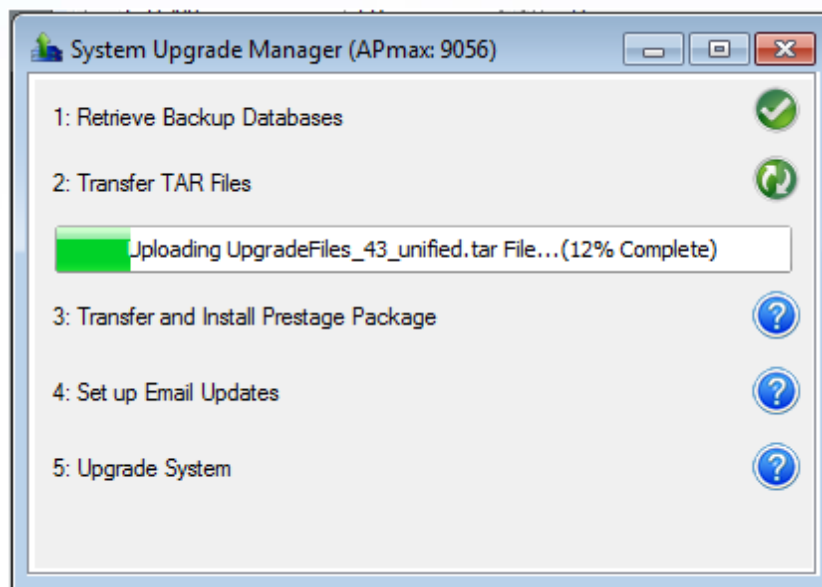 System Upgrade Manager (APmax: 9056)
1: Retrieve Backup Databases
2: Transfer TAR Files
Uploading UpgradeFiles_43_unified.tar File...(12% Complete)
3: Transfer and Install Prestage Package
4: Set up Email Updates
5: Upgrade System